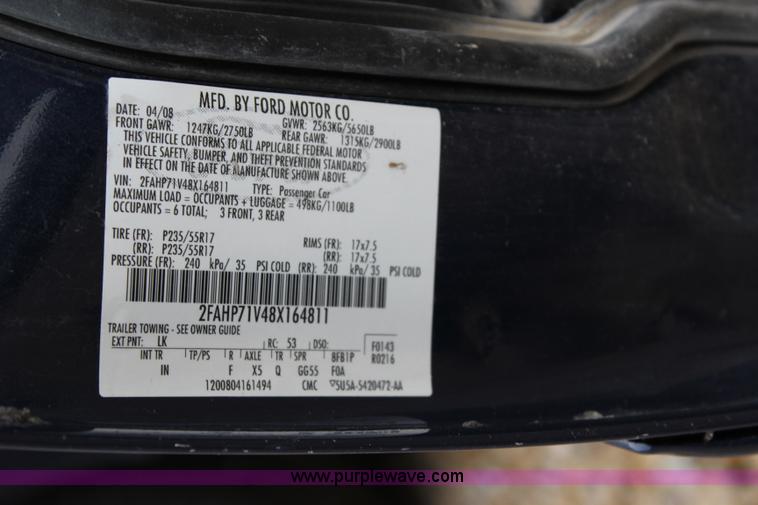 MFD. BY FORD MOTOR CO.
DATE: 04/08 GVWR: 2563KG/5650LB
FRONT GAWR: 1247KG/2750LB REAR GAWR: 1315KG/2900LB
THIS VEHICLE CONFORMS TO ALL APPLICABLE FEDERAL MOTOR
VEHICLE SAFETY, BUMPER, AND THEFT PREVENTION STANDARDS
IN EFFECT ON THE DATE OF MANUFACTURE SHOWN ABOVE.
VIN: 2FAHP71V48X164811 TYPE: Passenger Car
MAXIMUM LOAD = OCCUPANTS + LUGGAGE = 498KG/1100LB
OCCUPANTS = 6 TOTAL; 3 FRONT, 3 REAR
TIRE (FR): P235/55R17 RIMS (FR): 17x7.5
(RR): P235/55R17 (RR): 17x7.5
PRESSURE (FR): 240 kPa/ 35 PSI COLD (RR): 240 kPa/ 35 PSI COLD
2FAHP71V48X164811
TRAILER TOWING - SEE OWNER GUIDE
EXT PNT: LK RC: 53 DSO: F0143
INT TR TP/PS R AXLE TR SPR 8FB1P R0216
IN F X5 Q GG55 F0A
1200804161494 CMC 5U5A-5420472-AA
www.purplewave.com